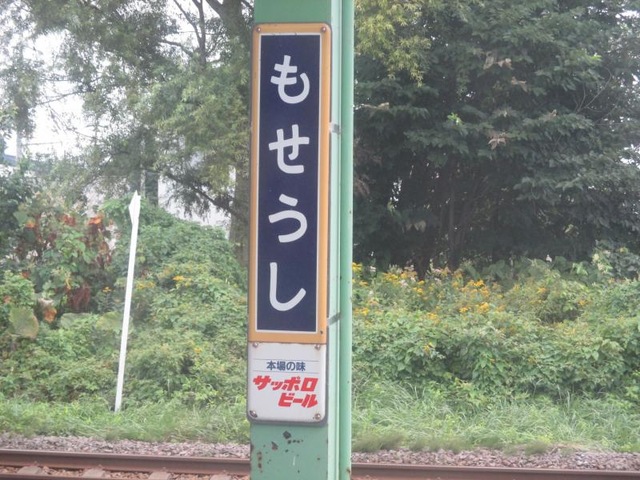 もせうし
本場の味
サッポロ
ビール